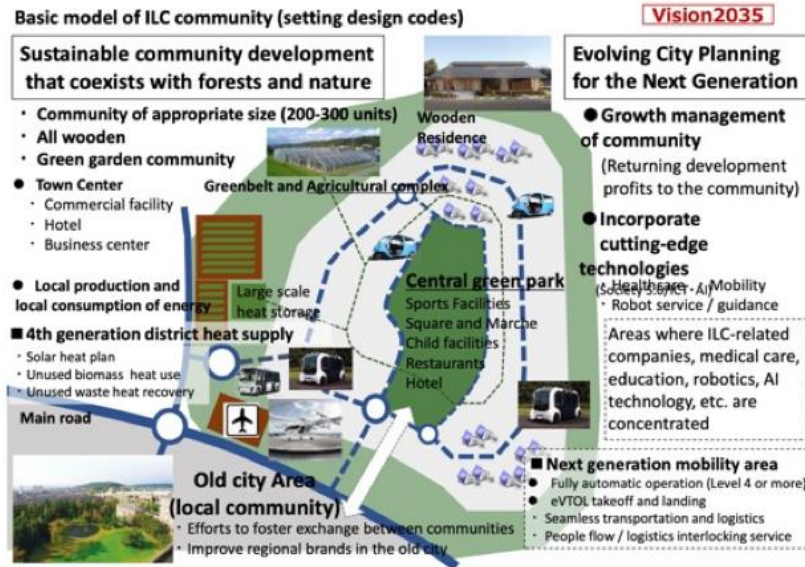 Basic model of ILC community (setting design codes)
Vision2035
Sustainable community development
that coexists with forests and nature
· Community of appropriate size (200-300 units)
· All wooden
· Green garden community
● Town Center
· Commercial facility
· Hotel
· Business center
● Local production and
local consumption of energy
■ 4th generation district heat supply
· Solar heat plan
· Unused biomass heat use
· Unused waste heat recovery
Main road
Wooden
Residence
Greenbelt and Agricultural complex
Large scale
heat storage
Central green park
Sports Facilities
Square and Marche
Child facilities
Restaurants
Hotel
Old city Area
(local community)
· Efforts to foster exchange between communities
· Improve regional brands in the old city
Evolving City Planning
for the Next Generation
● Growth management
of community
(Returning development
profits to the community)
● Incorporate
cutting-edge
technologies
(Society 5.0/ICT · AI)
· Healthcare · Mobility
· Robot service / guidance
Areas where ILC-related
companies, medical care,
education, robotics, AI
technology, etc. are
concentrated
■ Next generation mobility area
● Fully automatic operation (Level 4 or more)
● eVTOL takeoff and landing
· Seamless transportation and logistics
· People flow / logistics interlocking service